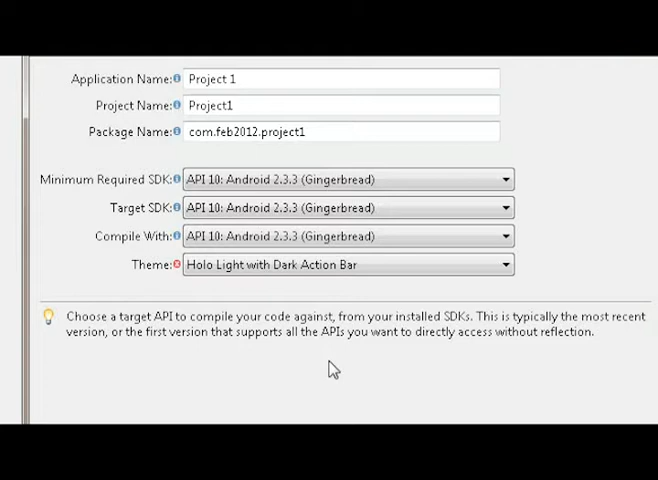 Application Name: Project 1
Project Name: Project1
Package Name: com.feb2012.project1
Minimum Required SDK: API 10: Android 2.3.3 (Gingerbread)
Target SDK: API 10: Android 2.3.3 (Gingerbread)
Compile With: API 10: Android 2.3.3 (Gingerbread)
Theme: Holo Light with Dark Action Bar
Choose a target API to compile your code against, from your installed SDKs. This is typically the most recent
version, or the first version that supports all the APIs you want to directly access without reflection.